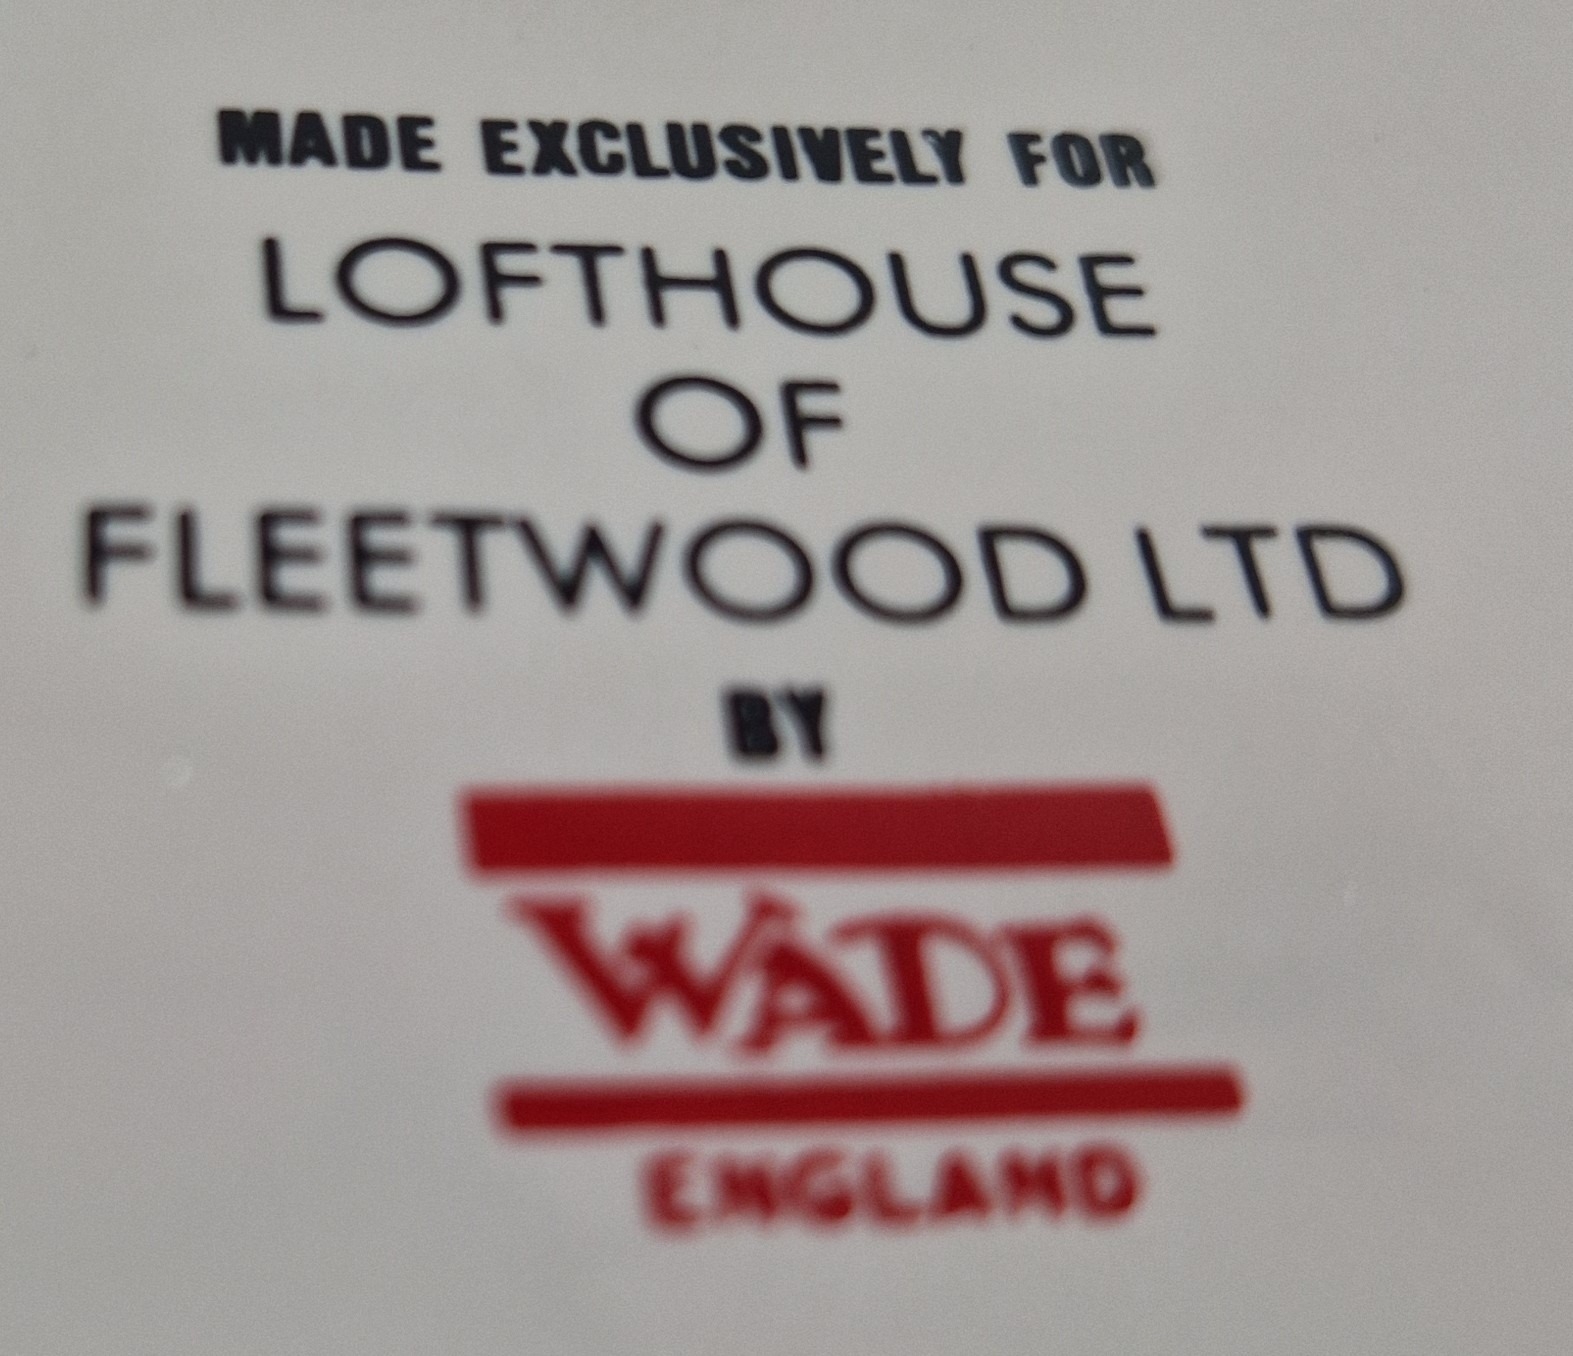 MADE EXCLUSIVELY FOR
LOFTHOUSE
OF
FLEETWOOD LTD
BY
WADE
ENGLAND